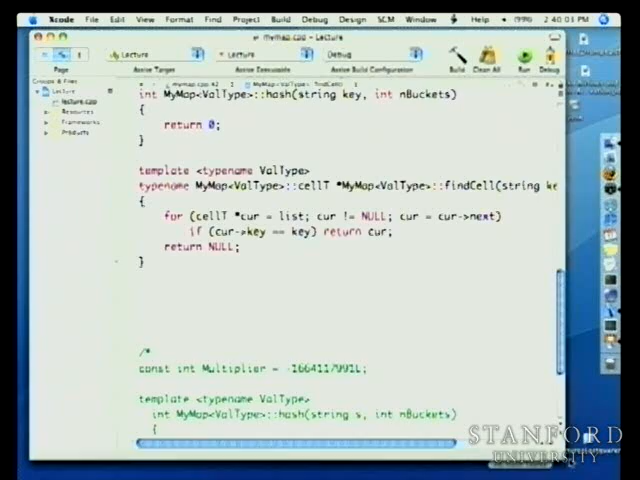 Xcode File Edit View Format Find Project Build Debug Design SCM Window Help (99%) 2:40:03 PM
mymap.cpp - Lecture
Lecture Lecture Debug
Page Active Target Active Executable Active Build Configuration Build Clean All Run Debug
Groups & Files
Lecture
lecture.cpp
Resources
Frameworks
Products
int MyMap<ValType>::hash(string key, int nBuckets)
{
return 0;
}
template <typename ValType>
typename MyMap<ValType>::cellT *MyMap<ValType>::findCell(string ke
{
for (cellT *cur = list; cur != NULL; cur = cur->next)
if (cur->key == key) return cur;
return NULL;
}
/*
const int Multiplier = -1664117991L;
template <typename ValType>
int MyMap<ValType>::hash(string s, int nBuckets)
{
STANFORD
UNIVERSITY